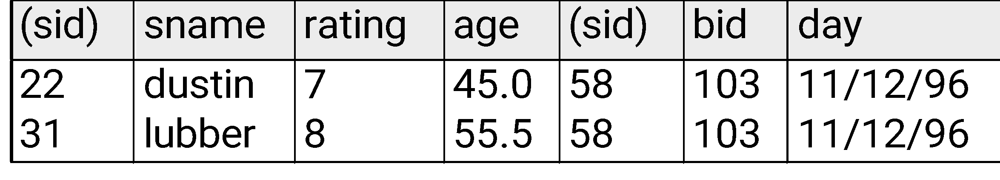 (sid) sname rating age (sid) bid day
22 dustin 7 45.0 58 103 11/12/96
31 lubber 8 55.5 58 103 11/12/96